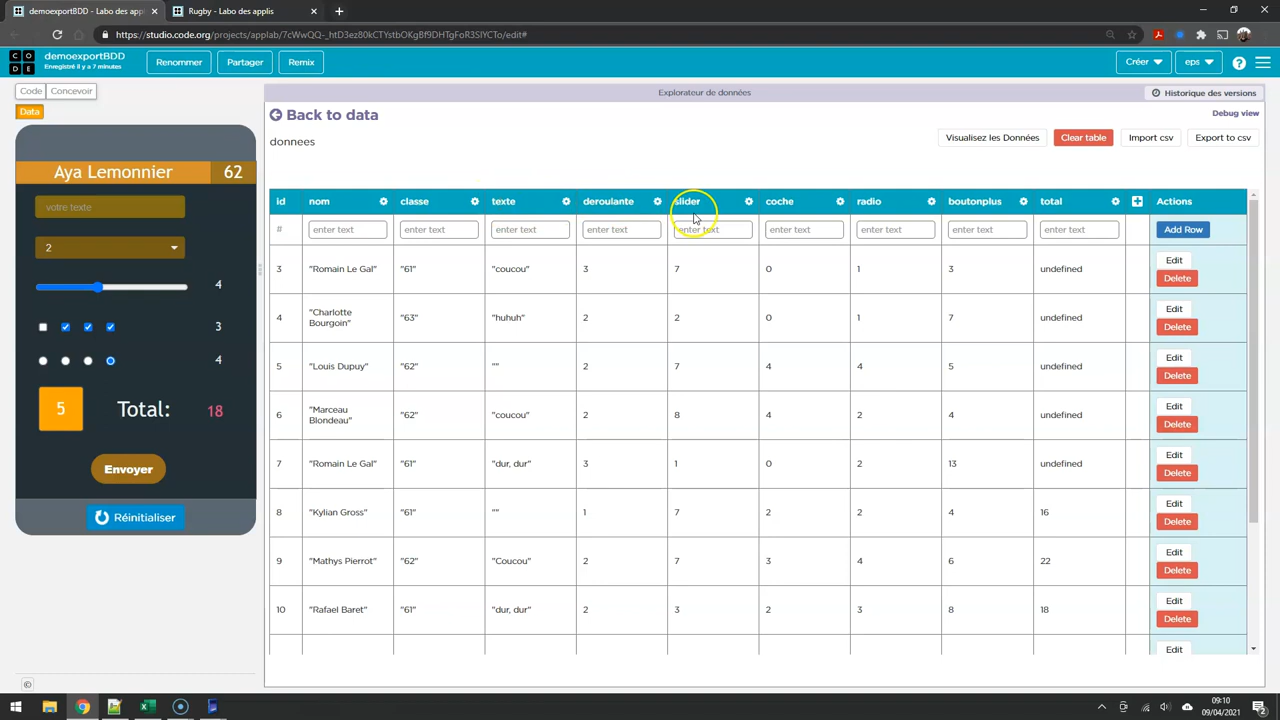 demoexportBDD - Lab des applis
Rugby - Lab des applis
https://studio.code.org/projects/applab/7cWwQQ-_htD3ez80kCTYstbOKgBf9DHTgFoR3SlYCTo/edit#
CODE
demoexportBDD
Enregistré il y a 7 minutes
Renommer
Partager
Remix
Créer
eps
Code Concevoir
Explorateur de données
Historique des versions
Data
Back to data
Debug view
donnees
Visualisez les Données
Clear table
Import csv
Export to csv
Aya Lemonnier 62
votre texte
2
4
3
4
5 Total: 18
Envoyer
Réinitialiser
id nom classe texte deroulante slider coche radio boutonplus total Actions
# enter text enter text enter text enter text enter text enter text enter text enter text enter text Add Row
3 "Romain Le Gal" "61" "coucou" 3 7 0 1 3 undefined Edit
Delete
4 "Charlotte Bourgoin" "63" "huhuh" 2 2 0 1 7 undefined Edit
Delete
5 "Louis Dupuy" "62" "" 2 7 4 4 5 undefined Edit
Delete
6 "Marceau Blondeau" "62" "coucou" 2 8 4 2 4 undefined Edit
Delete
7 "Romain Le Gal" "61" "dur, dur" 3 1 0 2 13 undefined Edit
Delete
8 "Kylian Gross" "61" "" 1 7 2 2 4 16 Edit
Delete
9 "Mathys Pierrot" "62" "Coucou" 2 7 3 4 6 22 Edit
Delete
10 "Rafael Baret" "61" "dur, dur" 2 3 2 3 8 18 Edit
Delete
Edit
09:10
09/04/2021